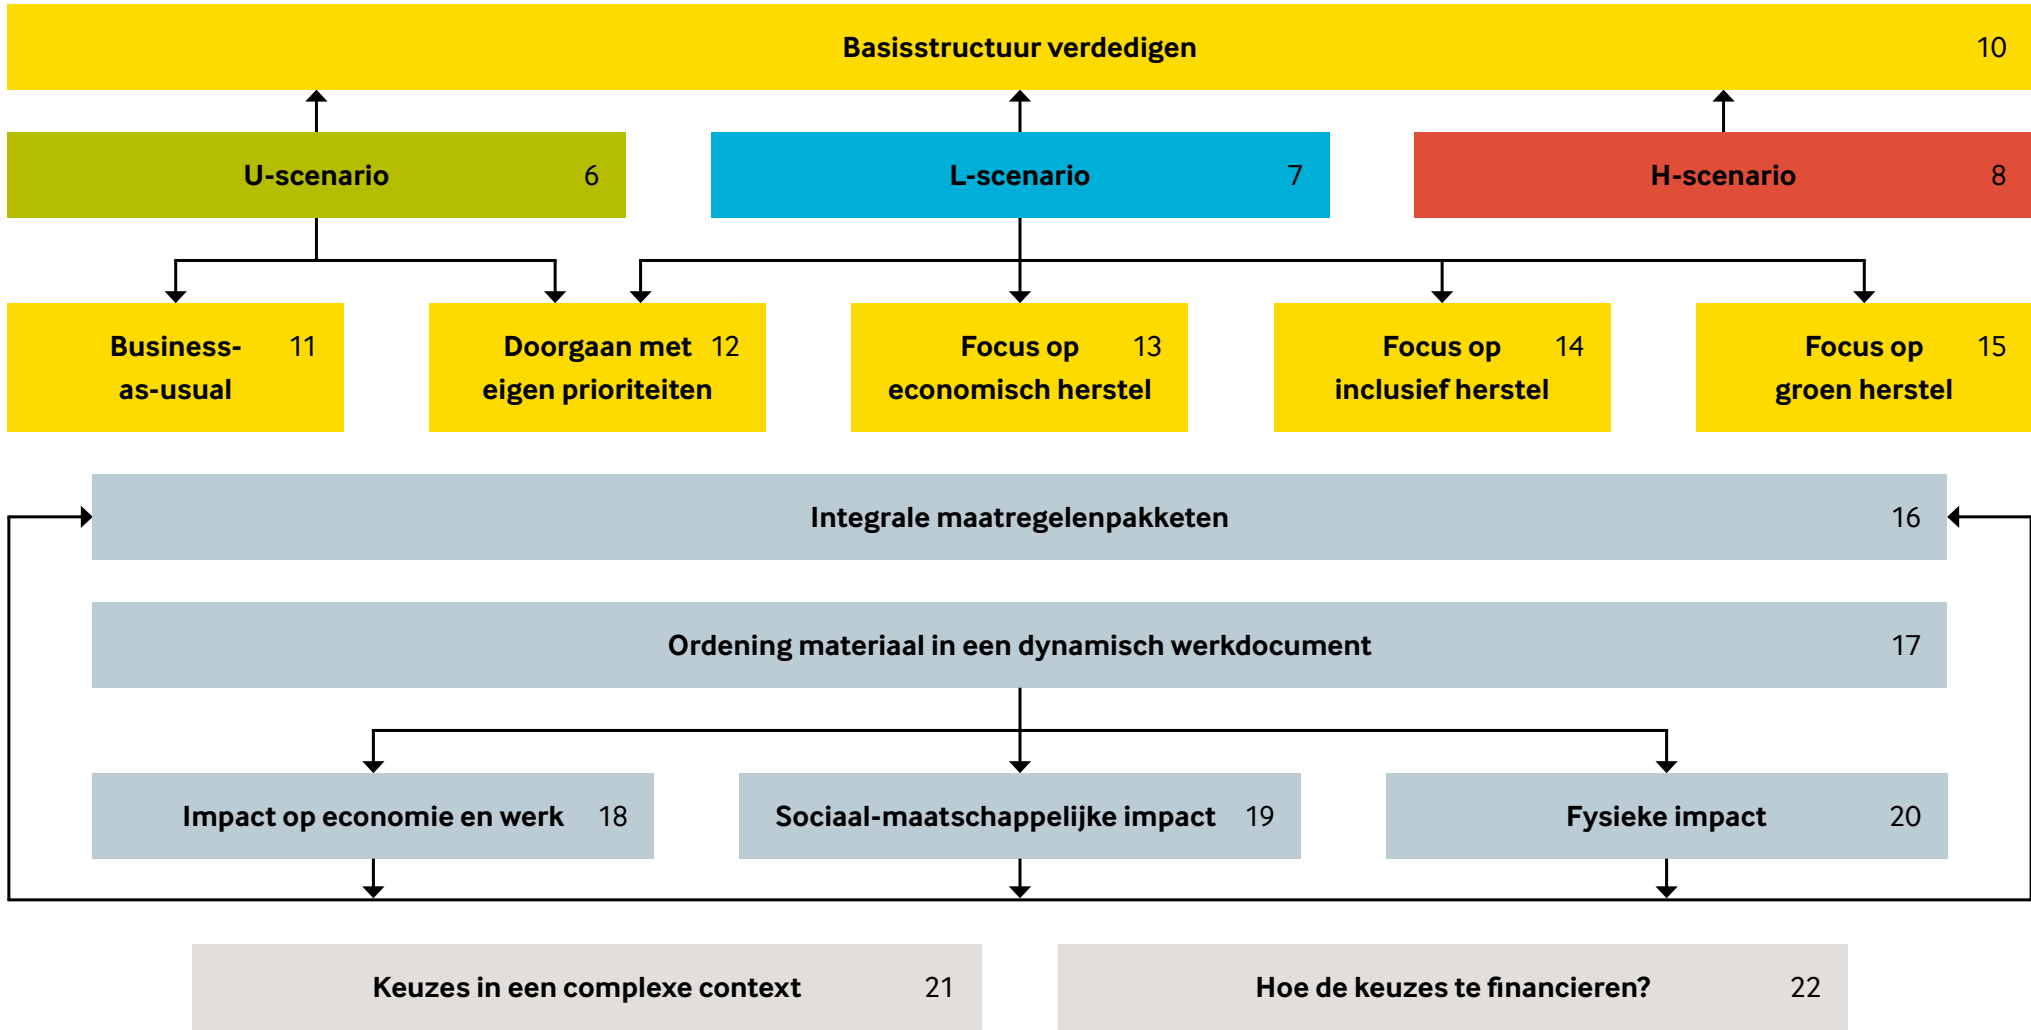 Basisstructuur verdedigen 10
U-scenario 6
L-scenario 7
H-scenario 8
Business- 11
as-usual
Doorgaan met 12
eigen prioriteiten
Focus op 13
economisch herstel
Focus op 14
inclusief herstel
Focus op 15
groen herstel
Integrale maatregelenpakketen 16
Ordening materiaal in een dynamisch werkdocument 17
Impact op economie en werk 18
Sociaal-maatschappelijke impact 19
Fysieke impact 20
Keuzes in een complexe context 21
Hoe de keuzes te financieren? 22